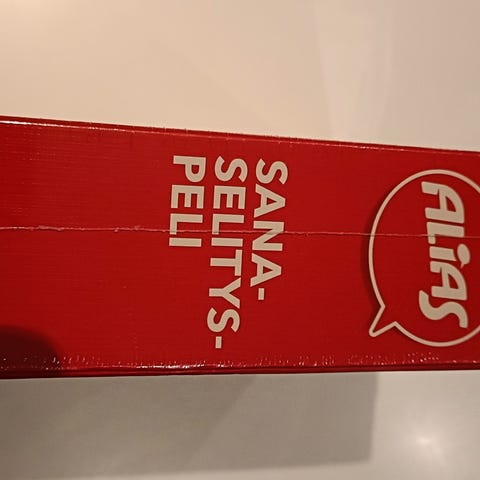 ALiAS
SANA-
SELITYS-
PELI